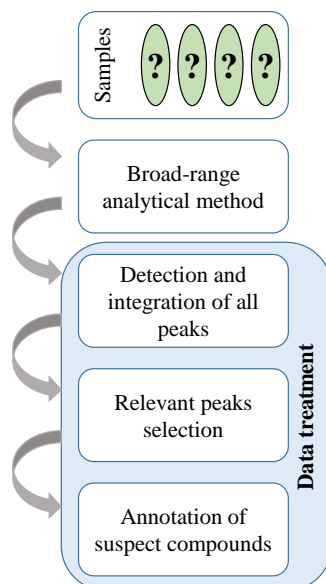 Samples
? ? ? ?
Broad-range
analytical method
Detection and
integration of all
peaks
Relevant peaks
selection
Annotation of
suspect compounds
Data treatment